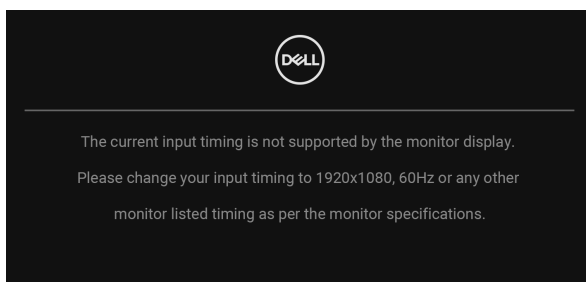 DELL
The current input timing is not supported by the monitor display.
Please change your input timing to 1920x1080, 60Hz or any other
monitor listed timing as per the monitor specifications.